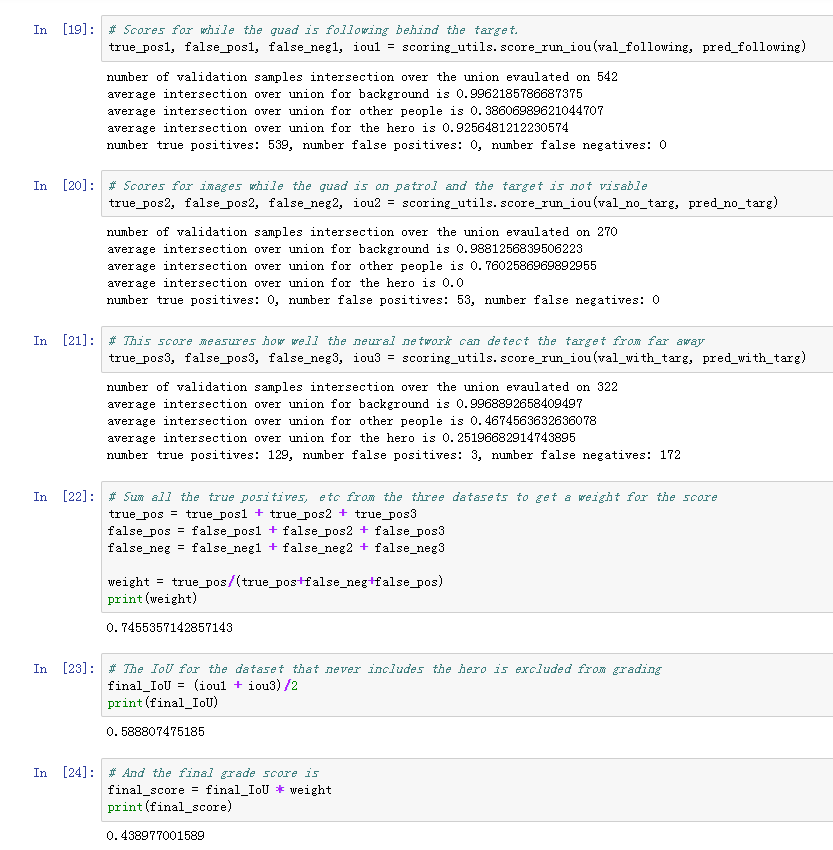 In [19]: # Scores for while the quad is following behind the target.
true_pos1, false_pos1, false_neg1, iou1 = scoring_utils.score_run_iou(val_following, pred_following)
number of validation samples intersection over the union evaulated on 542
average intersection over union for background is 0.9962185786687375
average intersection over union for other people is 0.38606989621044707
average intersection over union for the hero is 0.9256481212230574
number true positives: 539, number false positives: 0, number false negatives: 0
In [20]: # Scores for images while the quad is on patrol and the target is not visable
true_pos2, false_pos2, false_neg2, iou2 = scoring_utils.score_run_iou(val_no_targ, pred_no_targ)
number of validation samples intersection over the union evaulated on 270
average intersection over union for background is 0.9881256839506223
average intersection over union for other people is 0.7602586969892955
average intersection over union for the hero is 0.0
number true positives: 0, number false positives: 53, number false negatives: 0
In [21]: # This score measures how well the neural network can detect the target from far away
true_pos3, false_pos3, false_neg3, iou3 = scoring_utils.score_run_iou(val_with_targ, pred_with_targ)
number of validation samples intersection over the union evaulated on 322
average intersection over union for background is 0.9968892658409497
average intersection over union for other people is 0.4674563632636078
average intersection over union for the hero is 0.25196682914743895
number true positives: 129, number false positives: 3, number false negatives: 172
In [22]: # Sum all the true positives, etc from the three datasets to get a weight for the score
true_pos = true_pos1 + true_pos2 + true_pos3
false_pos = false_pos1 + false_pos2 + false_pos3
false_neg = false_neg1 + false_neg2 + false_neg3
weight = true_pos/(true_pos+false_neg+false_pos)
print(weight)
0.7455357142857143
In [23]: # The IoU for the dataset that never includes the hero is excluded from grading
final_IoU = (iou1 + iou3)/2
print(final_IoU)
0.588807475185
In [24]: # And the final grade score is
final_score = final_IoU * weight
print(final_score)
0.438977001589